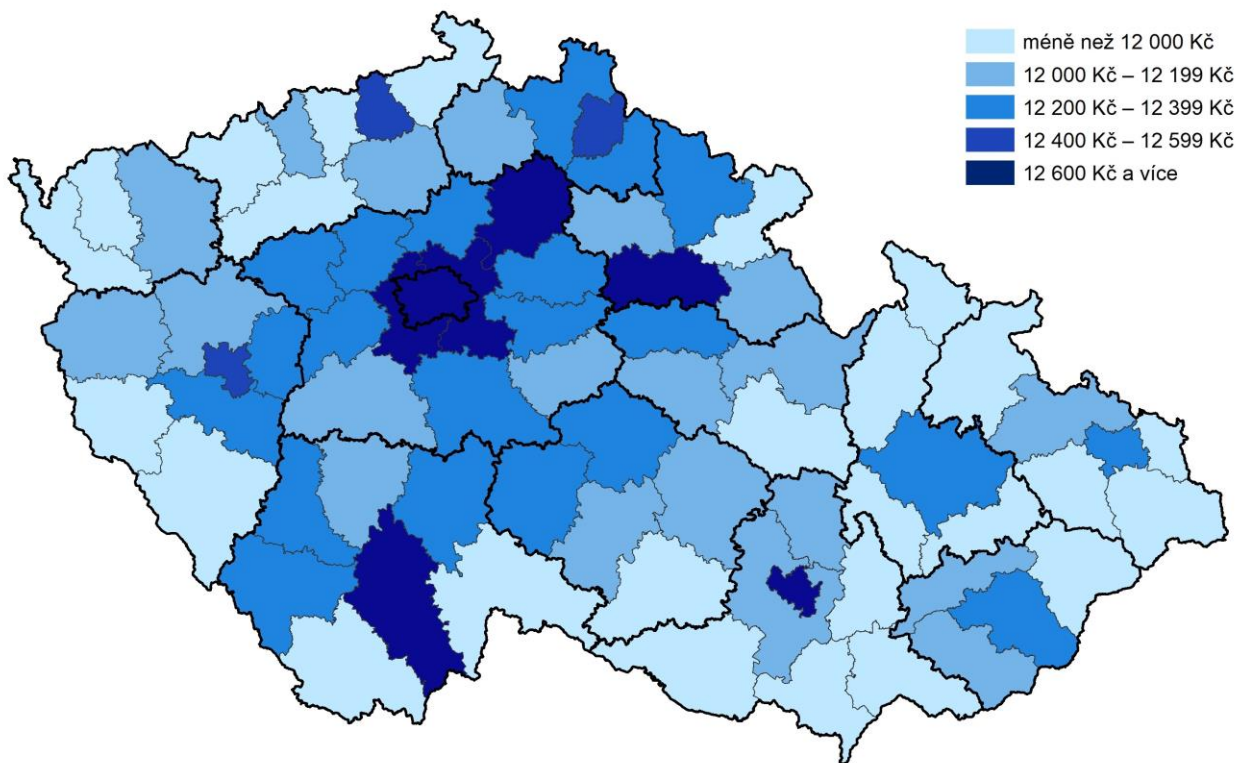 méně než 12 000 Kč
12 000 Kč – 12 199 Kč
12 200 Kč – 12 399 Kč
12 400 Kč – 12 599 Kč
12 600 Kč a více